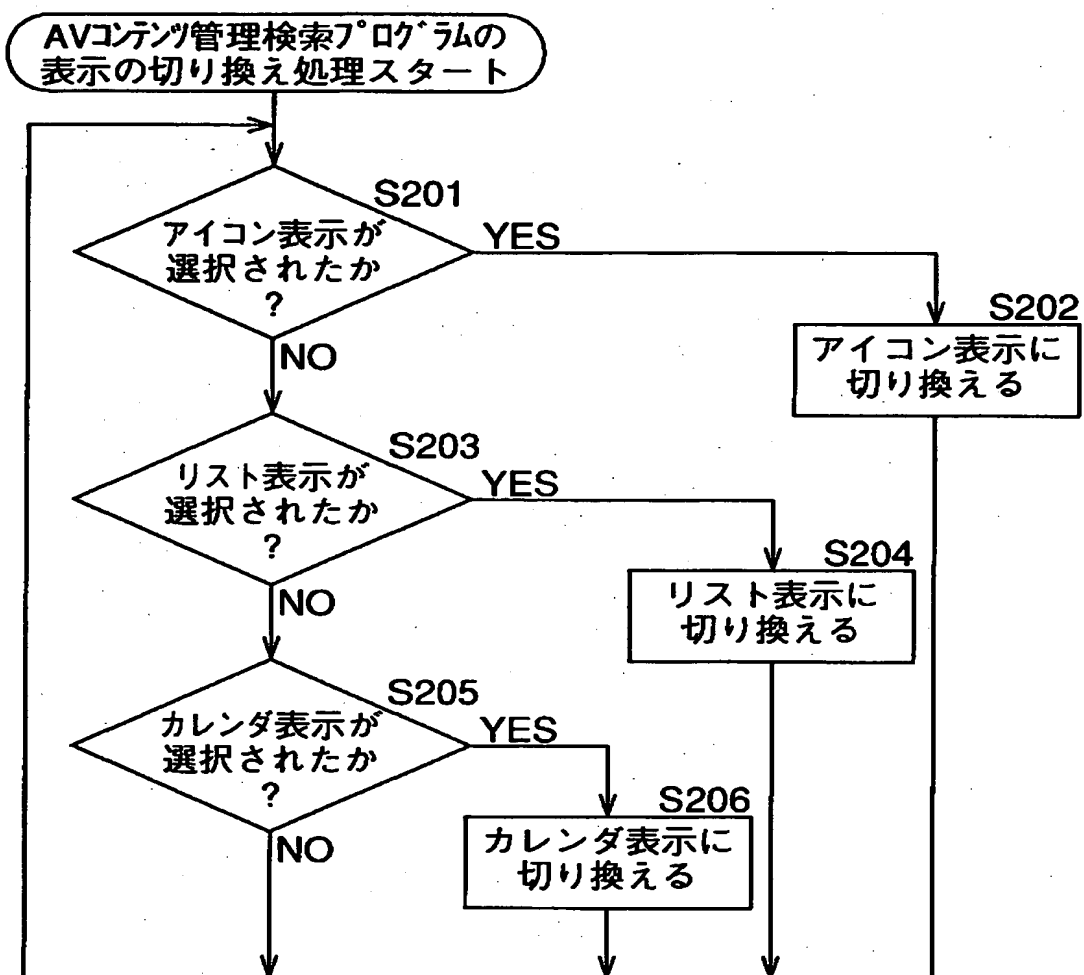 AVｺﾝﾃﾝﾂ管理検索ﾌﾟﾛｸﾞﾗﾑの
表示の切り換え処理スタート
S201
アイコン表示が
選択されたか
?
YES
NO
S202
アイコン表示に
切り換える
S203
リスト表示が
選択されたか
?
YES
NO
S204
リスト表示に
切り換える
S205
カレンダ表示が
選択されたか
?
YES
NO
S206
カレンダ表示に
切り換える